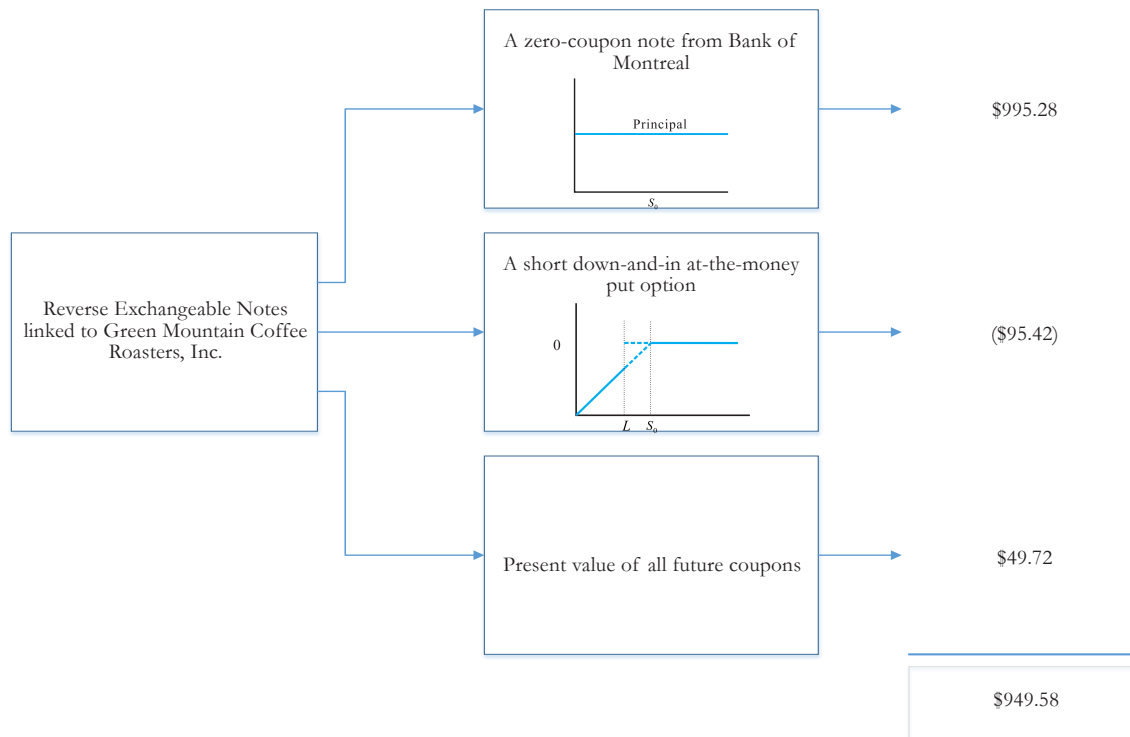 A zero-coupon note from Bank of
Montreal
Principal
S₀
$995.28
Reverse Exchangeable Notes
linked to Green Mountain Coffee
Roasters, Inc.
A short down-and-in at-the-money
put option
0
L S₀
($95.42)
Present value of all future coupons
$49.72
$949.58